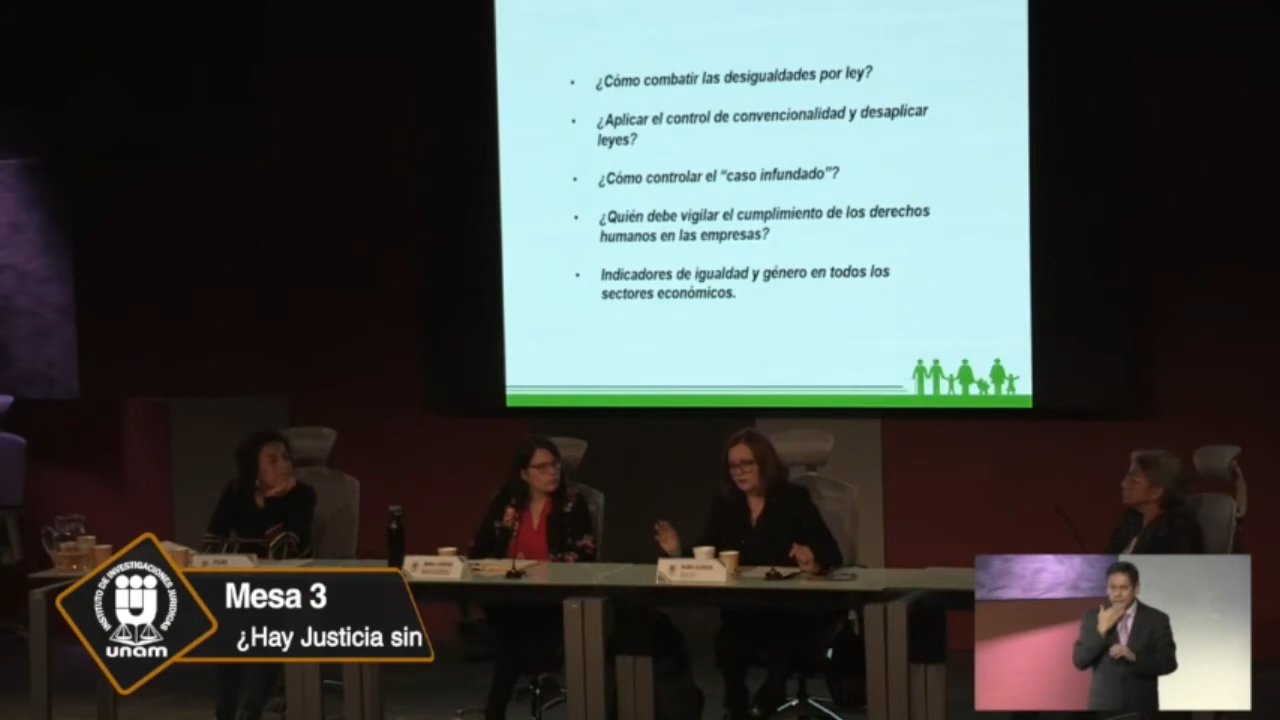 ¿Cómo combatir las desigualdades por ley?
¿Aplicar el control de convencionalidad y desaplicar
leyes?
¿Cómo controlar el “caso infundado”?
¿Quién debe vigilar el cumplimiento de los derechos
humanos en las empresas?
Indicadores de igualdad y género en todos los
sectores económicos.
INSTITUTO DE INVESTIGACIONES JURIDICAS
unam
Mesa 3
¿Hay Justicia sin